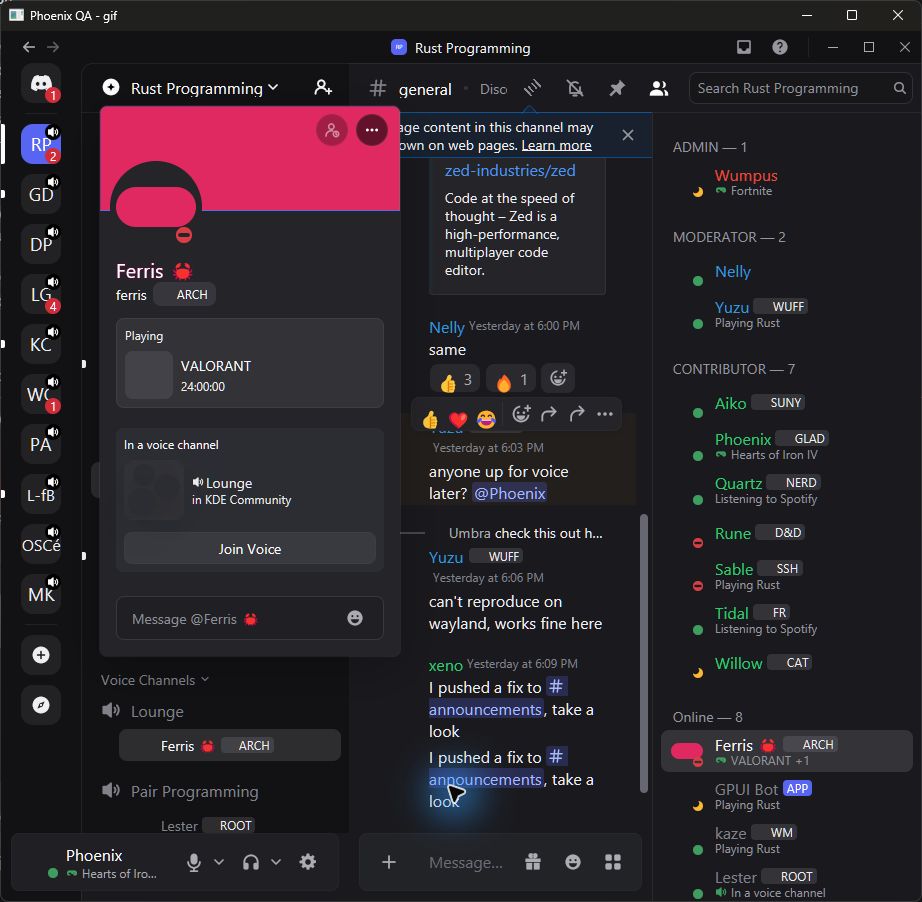 Phoenix QA - gif
RP Rust Programming
1
RP
2
GD
DP
LG
4
KC
WC
1
PA
L-fB
OSCé
MK
Rust Programming
general
Disco
Search Rust Programming
age content in this channel may
own on web pages. Learn more
Ferris 🦀
ferris ARCH
Playing
VALORANT
24:00:00
In a voice channel
Lounge
in KDE Community
Join Voice
Message @Ferris 🦀
Voice Channels
Lounge
Ferris 🦀 ARCH
Pair Programming
Lester ROOT
Phoenix
Hearts of Iro...
zed-industries/zed
Code at the speed of
thought – Zed is a
high-performance,
multiplayer code
editor.
Nelly Yesterday at 6:00 PM
same
👍 3 🔥 1
Yuzu
Yesterday at 6:03 PM
anyone up for voice
later? @Phoenix
Umbra check this out h...
Yuzu WUFF
Yesterday at 6:06 PM
can't reproduce on
wayland, works fine here
xeno Yesterday at 6:09 PM
I pushed a fix to #
announcements, take a
look
I pushed a fix to #
announcements, take a
look
Message...
ADMIN — 1
Wumpus
Fortnite
MODERATOR — 2
Nelly
Yuzu WUFF
Playing Rust
CONTRIBUTOR — 7
Aiko SUNY
Phoenix GLAD
Hearts of Iron IV
Quartz NERD
Listening to Spotify
Rune D&D
Sable SSH
Playing Rust
Tidal FR
Listening to Spotify
Willow CAT
Online — 8
Ferris 🦀 ARCH
VALORANT +1
GPUI Bot APP
Playing Rust
kaze WM
Playing Rust
Lester ROOT
In a voice channel